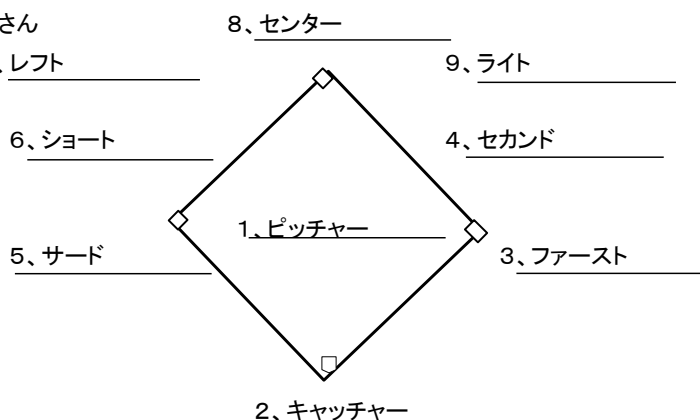 さん
8、センター
、レフト
9、ライト
6、ショート
4、セカンド
1、ピッチャー
5、サード
3、ファースト
2、キャッチャー